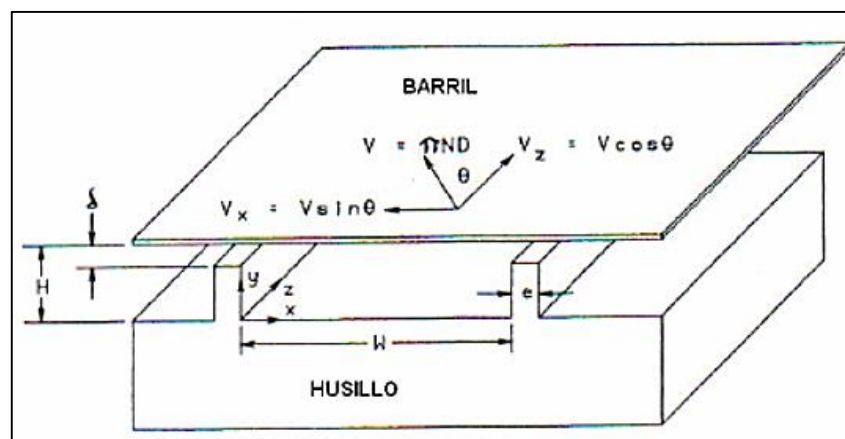 BARRIL
V = πND
V_z = Vcosθ
θ
V_x = Vsinθ
δ
H
y
z
x
e
W
HUSILLO